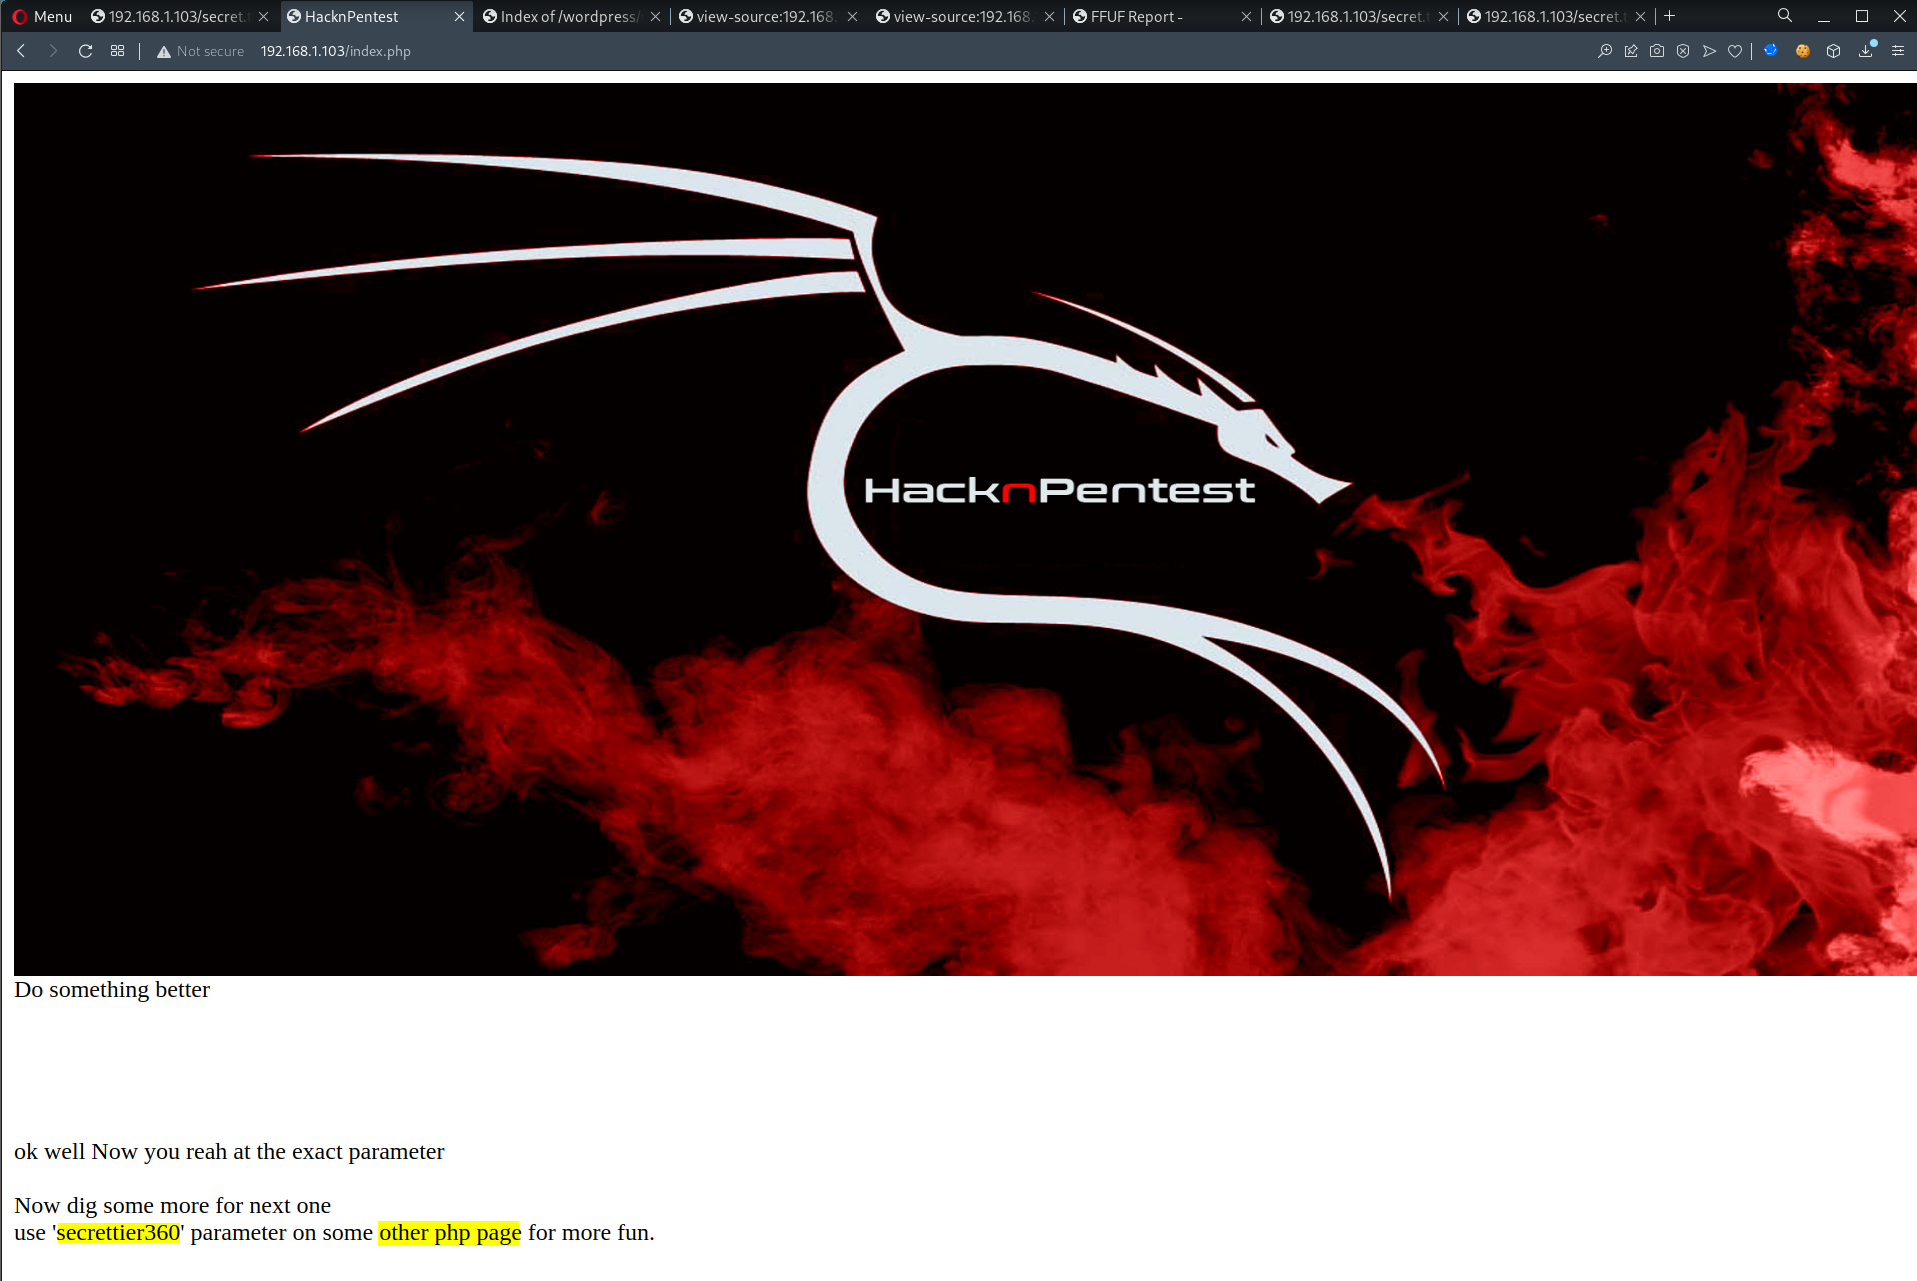 Menu
192.168.1.103/secret.
HacknPentest
Index of /wordpress/
view-source:192.168.
view-source:192.168.
FFUF Report -
192.168.1.103/secret.
192.168.1.103/secret.
Not secure 192.168.1.103/index.php
HacknPentest
Do something better
ok well Now you reah at the exact parameter
Now dig some more for next one
use 'secrettier360' parameter on some other php page for more fun.